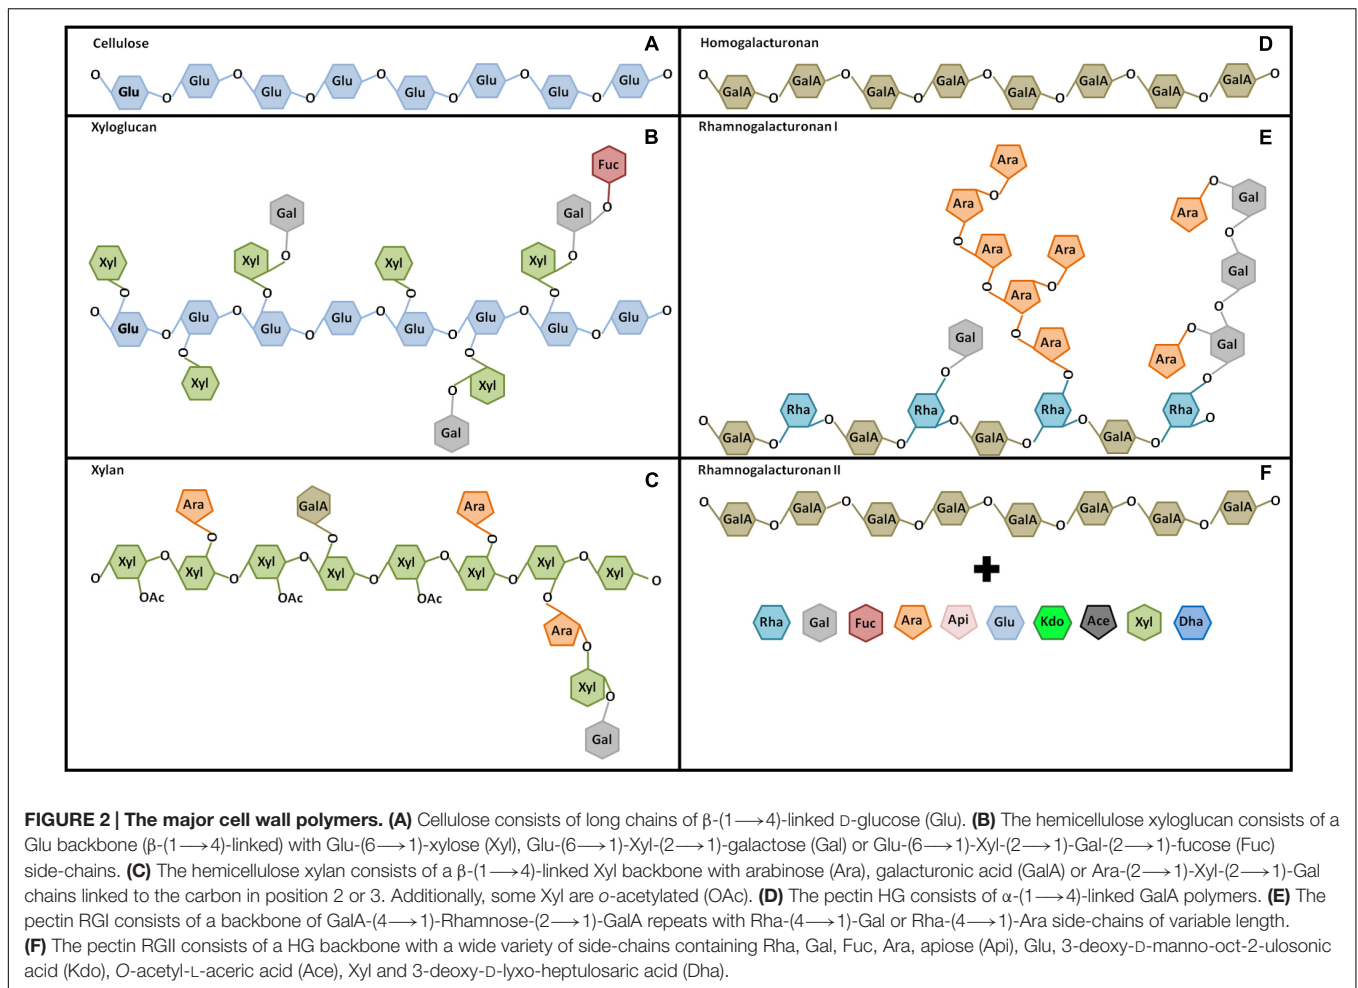 Cellulose
A
O Glu O Glu O Glu O Glu O Glu O Glu O Glu O Glu O
Xyloglucan
B
Fuc
Gal O Gal O
Xyl O Xyl O Xyl O Xyl O
O Glu O Glu O Glu O Glu O Glu O Glu O Glu O Glu O
O Xyl O Xyl
O Gal
Xylan
C
Ara GalA Ara
O O O
O Xyl O Xyl O Xyl O Xyl O Xyl O Xyl O Xyl O Xyl O
OAc OAc OAc
O Ara O
Xyl O
Gal
Homogalacturonan
D
O GalA O GalA O GalA O GalA O GalA O GalA O GalA O GalA O
Rhamnogalacturonan I
E
Ara
Ara O
O Ara Ara
O Ara O
O Ara
Gal O
O
O Gal
Ara O
Gal
O
Ara O Gal
O
O GalA O Rha O GalA O Rha O GalA O Rha O GalA O Rha O
Rhamnogalacturonan II
F
O GalA O GalA O GalA O GalA O GalA O GalA O GalA O GalA O
+
Rha Gal Fuc Ara Api Glu Kdo Ace Xyl Dha
FIGURE 2 | The major cell wall polymers. (A) Cellulose consists of long chains of β-(1⟶4)-linked D-glucose (Glu). (B) The hemicellulose xyloglucan consists of a
Glu backbone (β-(1⟶4)-linked) with Glu-(6⟶1)-xylose (Xyl), Glu-(6⟶1)-Xyl-(2⟶1)-galactose (Gal) or Glu-(6⟶1)-Xyl-(2⟶1)-Gal-(2⟶1)-fucose (Fuc)
side-chains. (C) The hemicellulose xylan consists of a β-(1⟶4)-linked Xyl backbone with arabinose (Ara), galacturonic acid (GalA) or Ara-(2⟶1)-Xyl-(2⟶1)-Gal
chains linked to the carbon in position 2 or 3. Additionally, some Xyl are o-acetylated (OAc). (D) The pectin HG consists of α-(1⟶4)-linked GalA polymers. (E) The
pectin RGI consists of a backbone of GalA-(4⟶1)-Rhamnose-(2⟶1)-GalA repeats with Rha-(4⟶1)-Gal or Rha-(4⟶1)-Ara side-chains of variable length.
(F) The pectin RGII consists of a HG backbone with a wide variety of side-chains containing Rha, Gal, Fuc, Ara, apiose (Api), Glu, 3-deoxy-D-manno-oct-2-ulosonic
acid (Kdo), O-acetyl-L-aceric acid (Ace), Xyl and 3-deoxy-D-lyxo-heptulosaric acid (Dha).